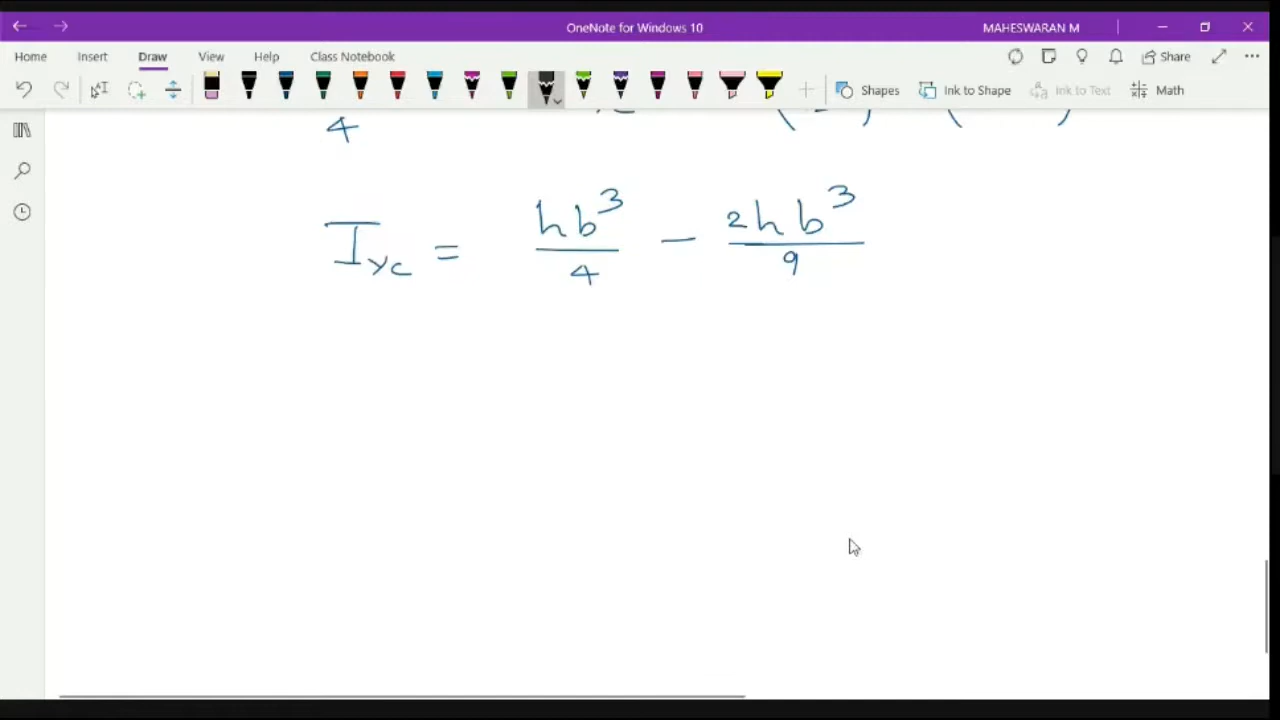 OneNote for Windows 10
MAHESWARAN M
Home Insert Draw View Help Class Notebook
Share
Shapes Ink to Shape Ink to Text Math
4
I̅yc = hb³/4 − 2hb³/9